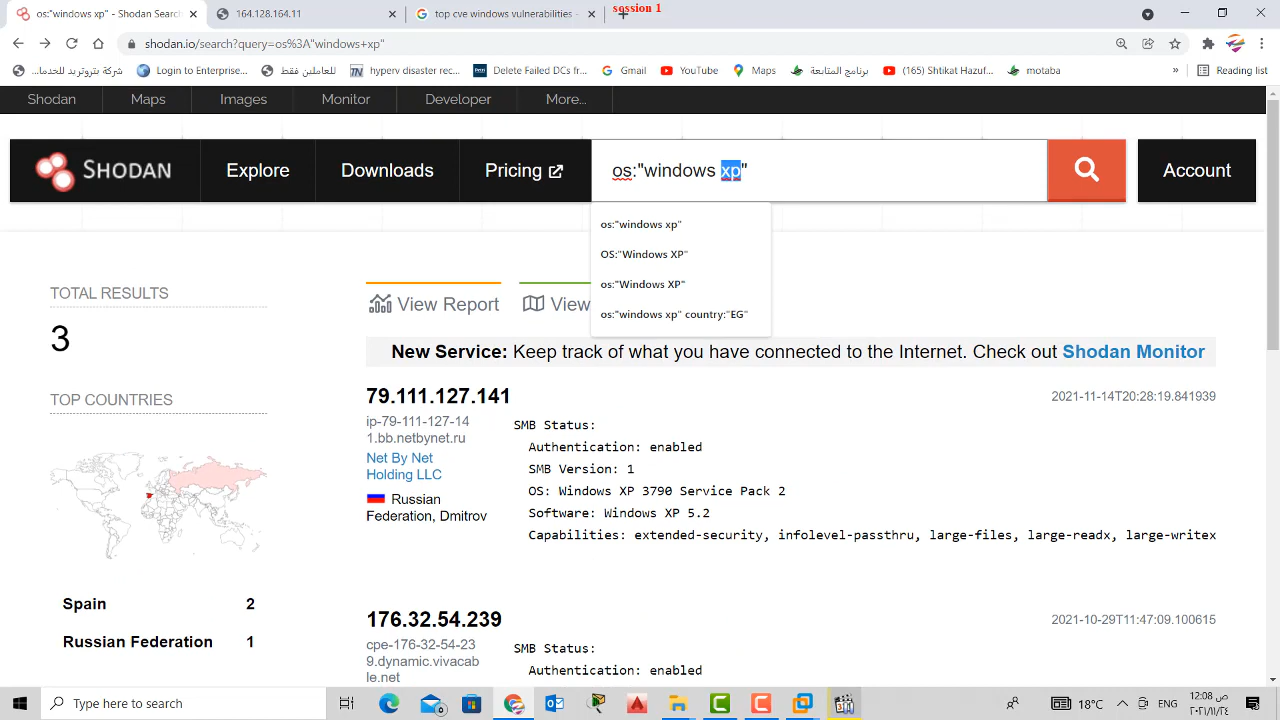 session 1
os:"windows xp" - Shodan Search
164.128.164.11
top cve windows vulnerabilities -
shodan.io/search?query=os%3A"windows+xp"
شركة بتروتريد للخدما...
Login in Enterprise...
للعاملين فقط
hyperv disaster rec...
Delete Failed DCs fr...
Gmail
YouTube
Maps
برنامج المتابعة
(165) Shtikat Hazuf...
motaba
»
Reading list
Shodan
Maps
Images
Monitor
Developer
More...
SHODAN
Explore
Downloads
Pricing
os:"windows xp"
Account
os:"windows xp"
OS:"Windows XP"
os:"Windows XP"
os:"windows xp" country:"EG"
TOTAL RESULTS
3
View Report
View
New Service: Keep track of what you have connected to the Internet. Check out Shodan Monitor
TOP COUNTRIES
Spain 2
Russian Federation 1
79.111.127.141
2021-11-14T20:28:19.841939
ip-79-111-127-14
1.bb.netbynet.ru
Net By Net
Holding LLC
Russian
Federation, Dmitrov
SMB Status:
Authentication: enabled
SMB Version: 1
OS: Windows XP 3790 Service Pack 2
Software: Windows XP 5.2
Capabilities: extended-security, infolevel-passthru, large-files, large-readx, large-writex
176.32.54.239
2021-10-29T11:47:09.100615
cpe-176-32-54-23
9.dynamic.vivacab
le.net
SMB Status:
Authentication: enabled
Type here to search
18°C
ENG
12:08 ص